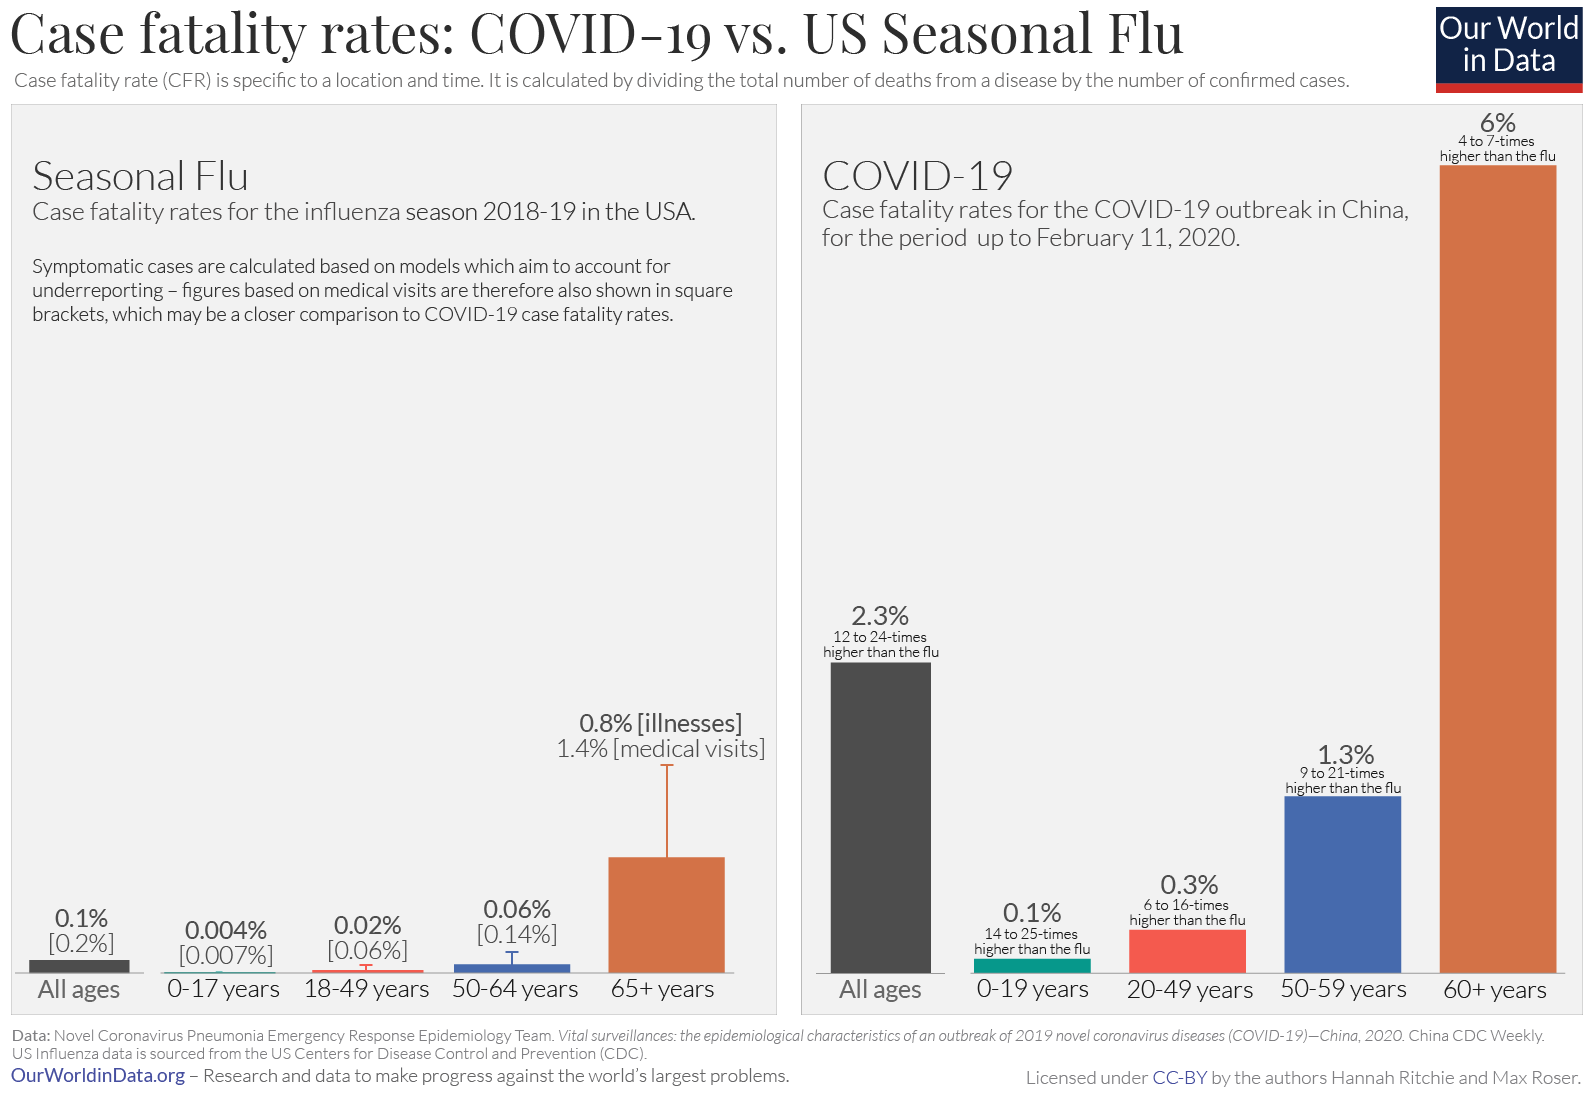 Case fatality rates: COVID-19 vs. US Seasonal Flu
Our World
in Data
Case fatality rate (CFR) is specific to a location and time. It is calculated by dividing the total number of deaths from a disease by the number of confirmed cases.
Seasonal Flu
Case fatality rates for the influenza season 2018-19 in the USA.
Symptomatic cases are calculated based on models which aim to account for
underreporting – figures based on medical visits are therefore also shown in square
brackets, which may be a closer comparison to COVID-19 case fatality rates.
0.1%
[0.2%]
0.004%
[0.007%]
0.02%
[0.06%]
0.06%
[0.14%]
0.8% [illnesses]
1.4% [medical visits]
All ages
0-17 years
18-49 years
50-64 years
65+ years
COVID-19
Case fatality rates for the COVID-19 outbreak in China,
for the period up to February 11, 2020.
2.3%
12 to 24-times
higher than the flu
0.1%
14 to 25-times
higher than the flu
0.3%
6 to 16-times
higher than the flu
1.3%
9 to 21-times
higher than the flu
6%
4 to 7-times
higher than the flu
All ages
0-19 years
20-49 years
50-59 years
60+ years
Data: Novel Coronavirus Pneumonia Emergency Response Epidemiology Team. Vital surveillances: the epidemiological characteristics of an outbreak of 2019 novel coronavirus diseases (COVID-19)—China, 2020. China CDC Weekly.
US Influenza data is sourced from the US Centers for Disease Control and Prevention (CDC).
OurWorldinData.org – Research and data to make progress against the world's largest problems.
Licensed under CC-BY by the authors Hannah Ritchie and Max Roser.